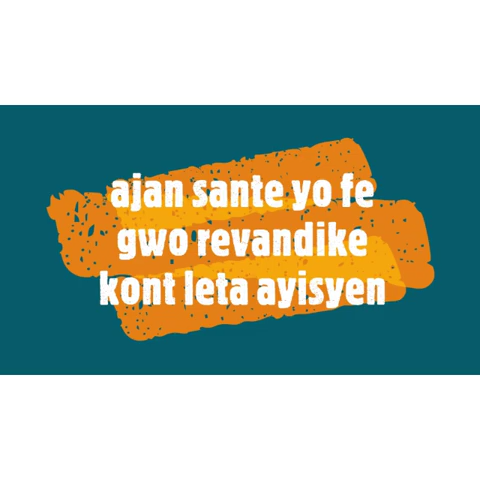 ajan sante yo fe
gwo revandike
kont leta ayisyen